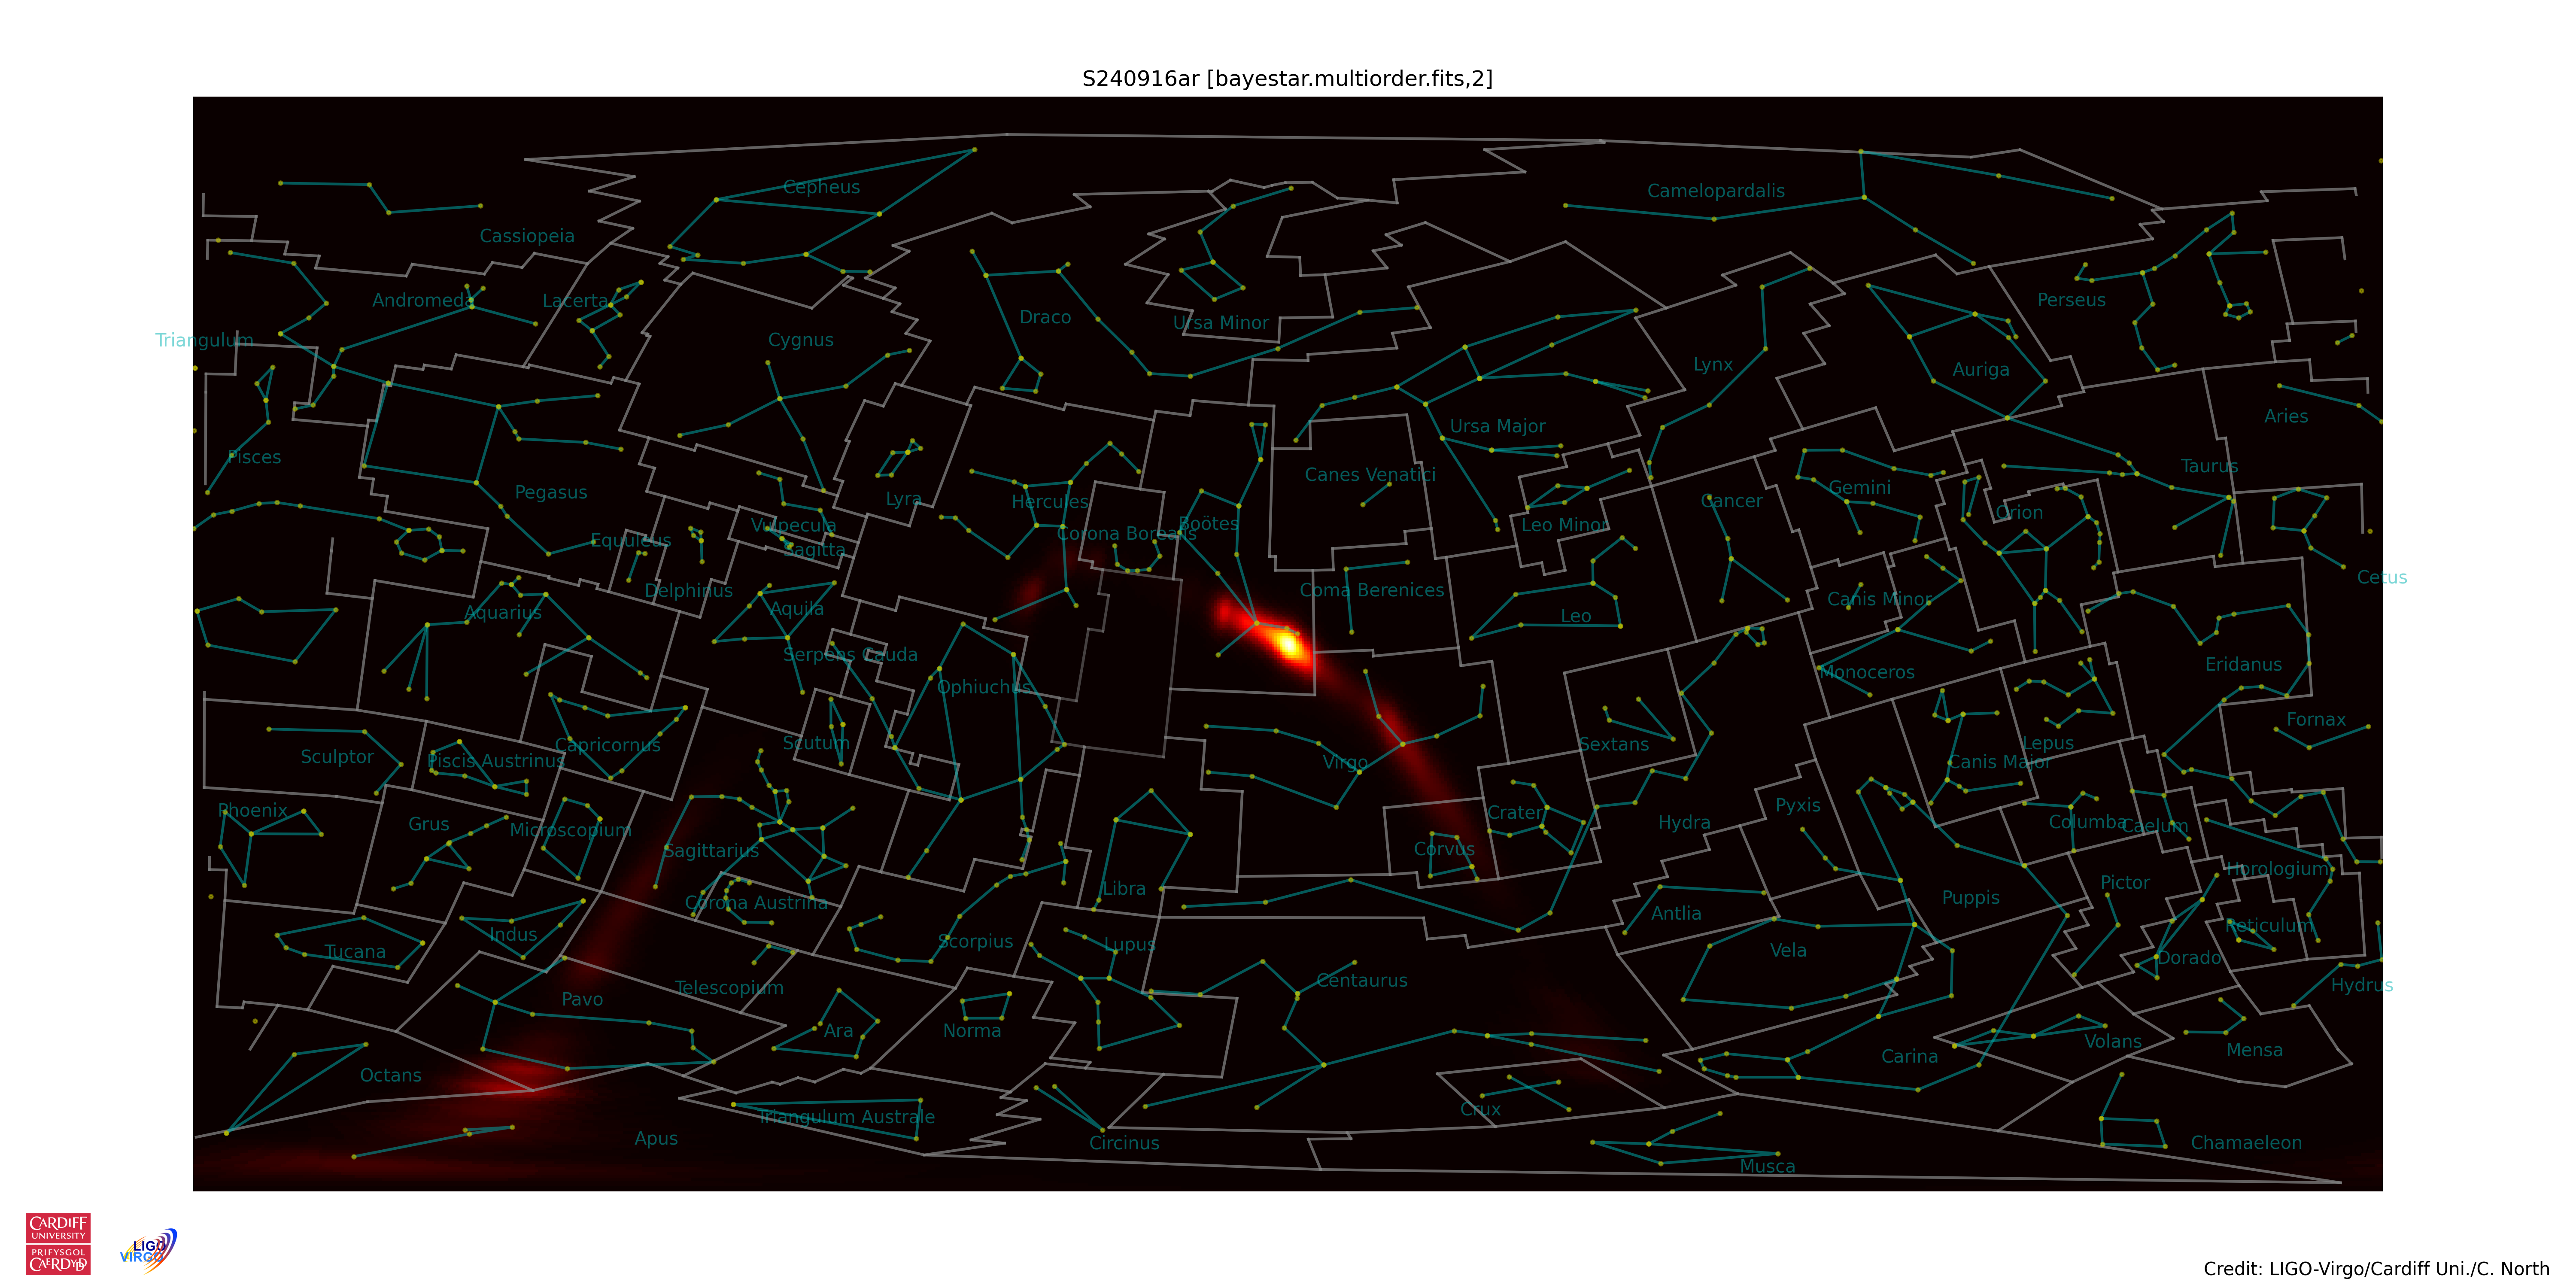 S240916ar [bayestar.multiorder.fits,2]
Cepheus
Camelopardalis
Cassiopeia
Andromeda
Lacerta
Perseus
Draco
Ursa Minor
Triangulum
Cygnus
Lynx
Auriga
Aries
Ursa Major
Pisces
Taurus
Canes Venatici
Pegasus
Lyra
Hercules
Cancer
Gemini
Orion
Vulpecula
Boötes
Leo Minor
Corona Borealis
Equuleus
Sagitta
Cetus
Delphinus
Coma Berenices
Canis Minor
Aquarius
Aquila
Leo
Serpens Cauda
Eridanus
Monoceros
Ophiuchus
Fornax
Capricornus
Scutum
Sextans
Lepus
Sculptor
Piscis Austrinus
Virgo
Canis Major
Pyxis
Phoenix
Crater
Grus
Microscopium
Hydra
Columba
Caelum
Sagittarius
Corvus
Horologium
Libra
Pictor
Corona Austrina
Puppis
Antlia
Reticulum
Indus
Scorpius
Lupus
Tucana
Vela
Dorado
Centaurus
Telescopium
Hydrus
Pavo
Ara
Norma
Volans
Mensa
Carina
Octans
Crux
Triangulum Australe
Apus
Circinus
Chamaeleon
Musca
CARDIFF
UNIVERSITY
PRIFYSGOL
CAERDYDD
LIGO
VIRGO
Credit: LIGO-Virgo/Cardiff Uni./C. North